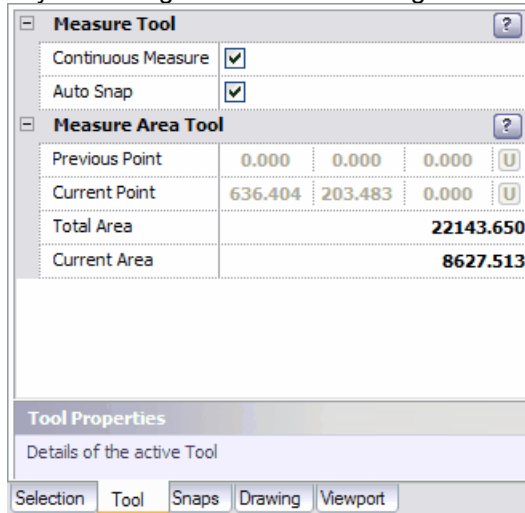 Measure Tool ?
Continuous Measure
Auto Snap
Measure Area Tool ?
Previous Point 0.000 0.000 0.000 U
Current Point 636.404 203.483 0.000 U
Total Area 22143.650
Current Area 8627.513
Tool Properties
Details of the active Tool
Selection Tool Snaps Drawing Viewport